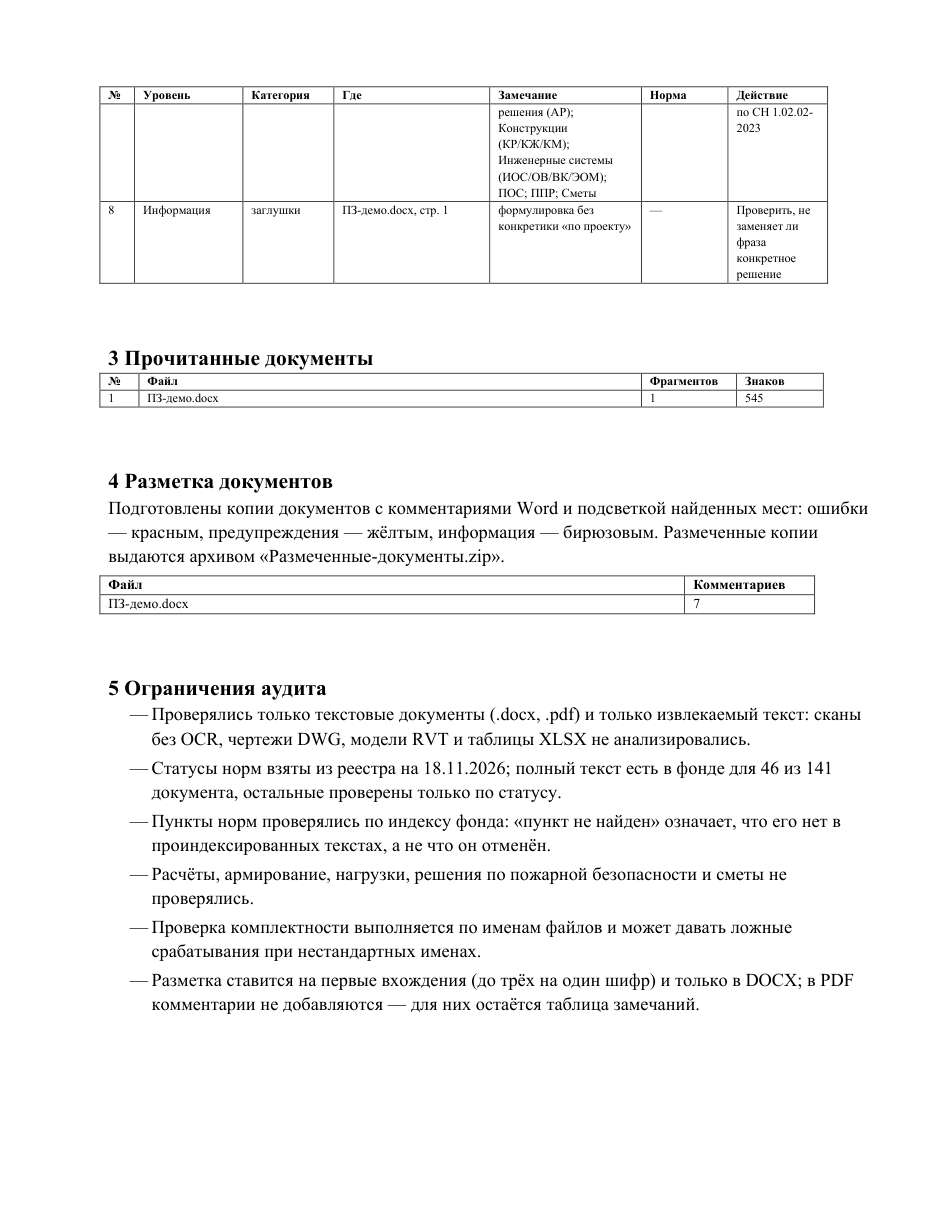 № Уровень Категория Где Замечание Норма Действие
решения (АР); по СН 1.02.02-
Конструкции 2023
(КР/КЖ/КМ);
Инженерные системы
(ИОС/ОВ/ВК/ЭОМ);
ПОС; ППР; Сметы
8 Информация заглушки ПЗ-демо.docx, стр. 1 формулировка без — Проверить, не
конкретики «по проекту» заменяет ли
фраза
конкретное
решение
3 Прочитанные документы
№ Файл Фрагментов Знаков
1 ПЗ-демо.docx 1 545
4 Разметка документов
Подготовлены копии документов с комментариями Word и подсветкой найденных мест: ошибки
— красным, предупреждения — жёлтым, информация — бирюзовым. Размеченные копии
выдаются архивом «Размеченные-документы.zip».
Файл Комментариев
ПЗ-демо.docx 7
5 Ограничения аудита
— Проверялись только текстовые документы (.docx, .pdf) и только извлекаемый текст: сканы
без OCR, чертежи DWG, модели RVT и таблицы XLSX не анализировались.
— Статусы норм взяты из реестра на 18.11.2026; полный текст есть в фонде для 46 из 141
документа, остальные проверены только по статусу.
— Пункты норм проверялись по индексу фонда: «пункт не найден» означает, что его нет в
проиндексированных текстах, а не что он отменён.
— Расчёты, армирование, нагрузки, решения по пожарной безопасности и сметы не
проверялись.
— Проверка комплектности выполняется по именам файлов и может давать ложные
срабатывания при нестандартных именах.
— Разметка ставится на первые вхождения (до трёх на один шифр) и только в DOCX; в PDF
комментарии не добавляются — для них остаётся таблица замечаний.